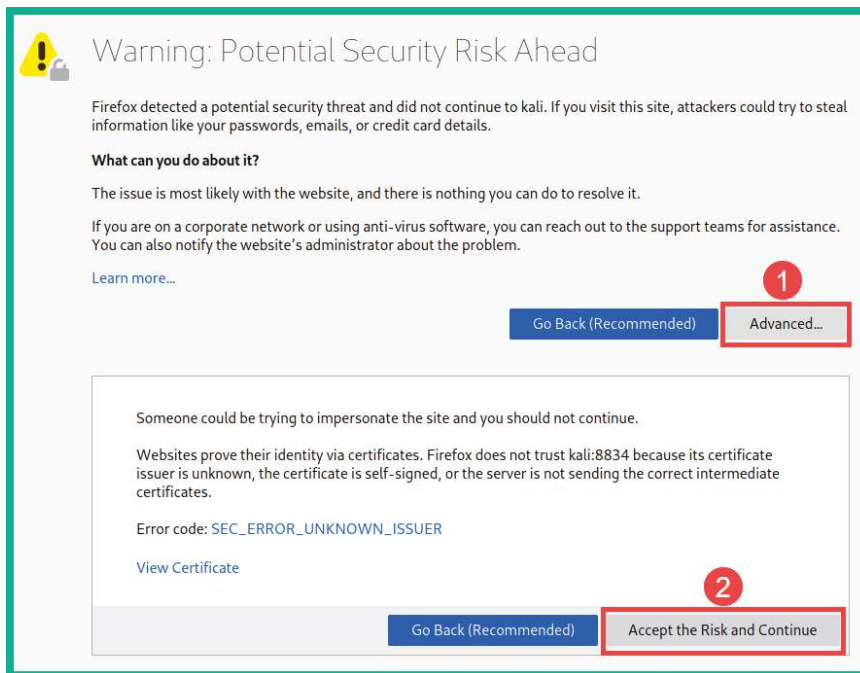 Warning: Potential Security Risk Ahead
Firefox detected a potential security threat and did not continue to kali. If you visit this site, attackers could try to steal
information like your passwords, emails, or credit card details.
What can you do about it?
The issue is most likely with the website, and there is nothing you can do to resolve it.
If you are on a corporate network or using anti-virus software, you can reach out to the support teams for assistance.
You can also notify the website’s administrator about the problem.
Learn more…
1
Go Back (Recommended) Advanced…
Someone could be trying to impersonate the site and you should not continue.
Websites prove their identity via certificates. Firefox does not trust kali:8834 because its certificate
issuer is unknown, the certificate is self-signed, or the server is not sending the correct intermediate
certificates.
Error code: SEC_ERROR_UNKNOWN_ISSUER
View Certificate
2
Go Back (Recommended) Accept the Risk and Continue